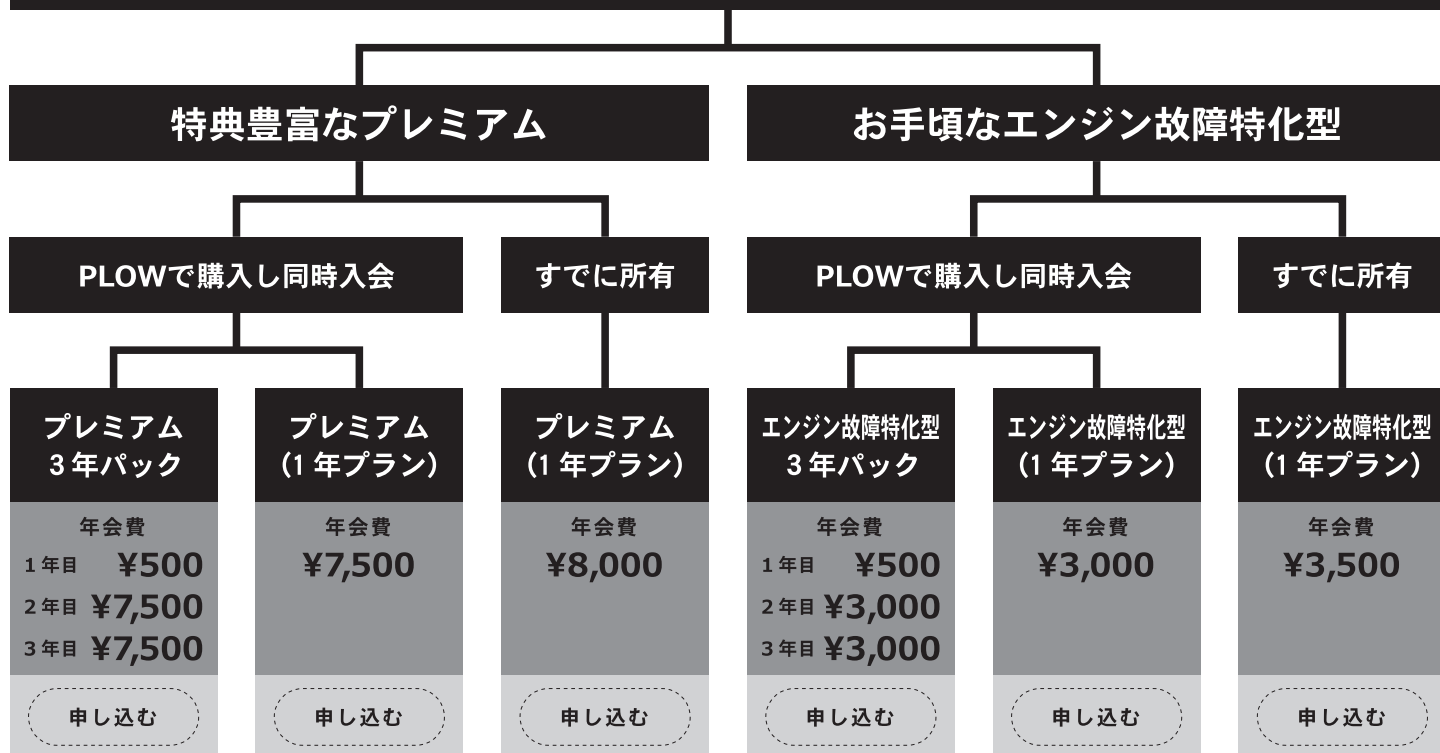 特典豊富なプレミアム
お手頃なエンジン故障特化型
PLOWで購入し同時入会
すでに所有
PLOWで購入し同時入会
すでに所有
プレミアム
3年パック
プレミアム
(1年プラン)
プレミアム
(1年プラン)
エンジン故障特化型
3年パック
エンジン故障特化型
(1年プラン)
エンジン故障特化型
(1年プラン)
年会費
1年目 ¥500
2年目 ¥7,500
3年目 ¥7,500
年会費
¥7,500
年会費
¥8,000
年会費
1年目 ¥500
2年目 ¥3,000
3年目 ¥3,000
年会費
¥3,000
年会費
¥3,500
申し込む
申し込む
申し込む
申し込む
申し込む
申し込む